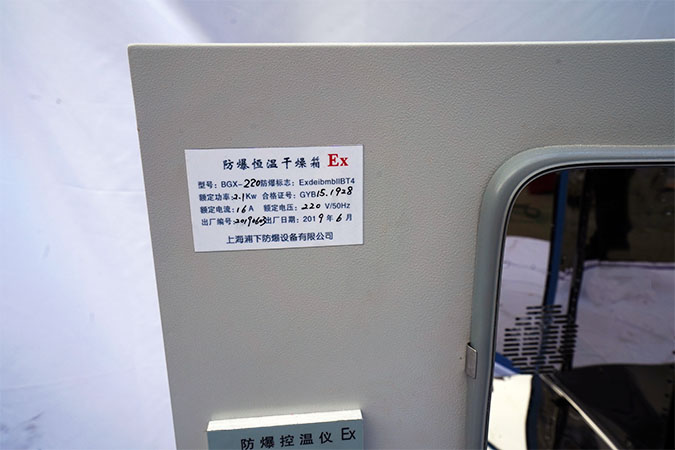 防爆恒温干燥箱 Ex
型号：BGX-220防爆标志：ExdeibmbIIBT4
额定功率：2.1Kw 合格证号：GYB15.1928
额定电流：16A 额定电压：220 V/50Hz
出厂编号：2019603出厂日期：2019年6月
上海浦下防爆设备有限公司
防爆控温仪 Ex